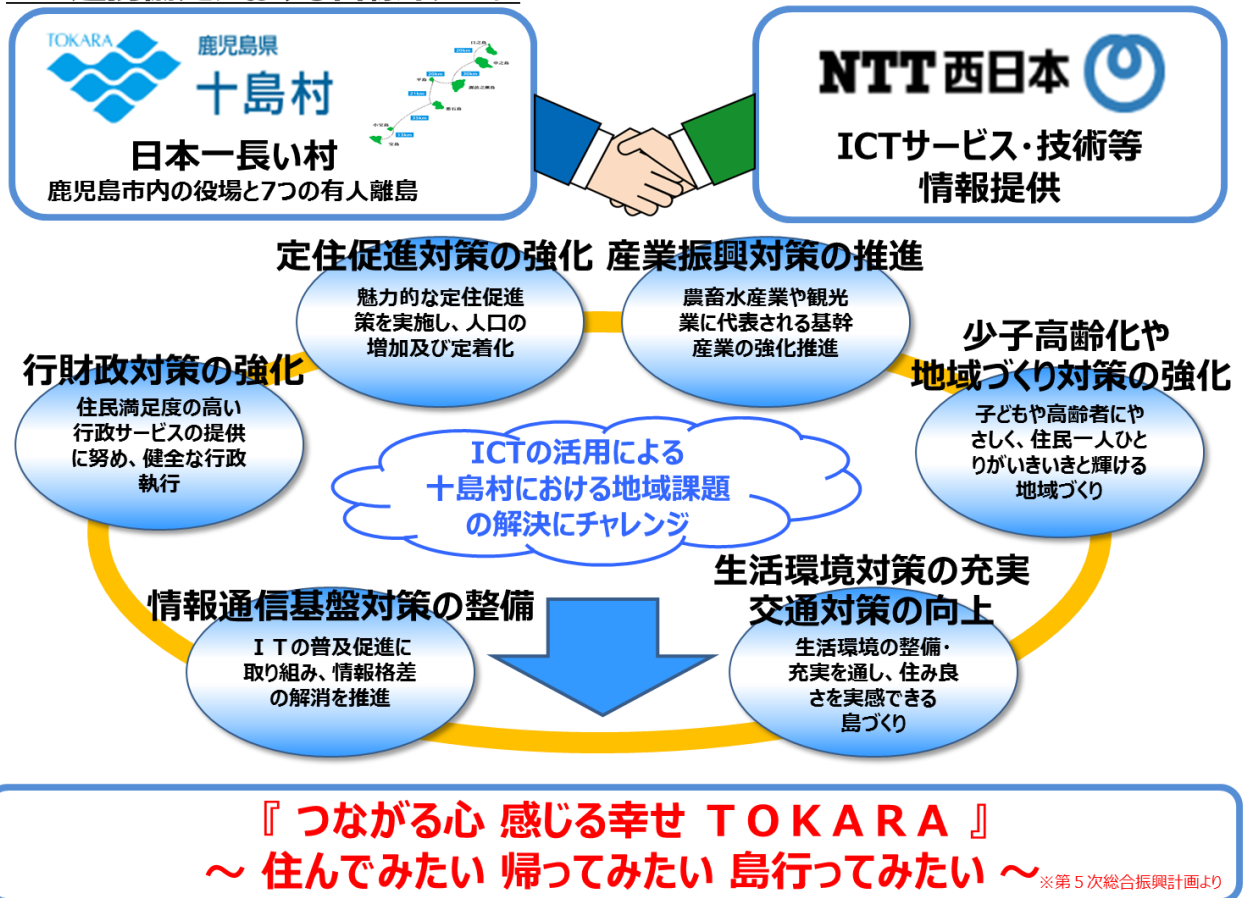 TOKARA
鹿児島県
十島村
日本一長い村
鹿児島市内の役場と7つの有人離島
NTT西日本
ICTサービス・技術等
情報提供
定住促進対策の強化
魅力的な定住促進
策を実施し、人口の
増加及び定着化
産業振興対策の推進
農畜水産業や観光
業に代表される基幹
産業の強化推進
行財政対策の強化
住民満足度の高い
行政サービスの提供
に努め、健全な行政
執行
少子高齢化や
地域づくり対策の強化
子どもや高齢者にや
さしく、住民一人ひと
りがいきいきと輝ける
地域づくり
ICTの活用による
十島村における地域課題
の解決にチャレンジ
情報通信基盤対策の整備
ＩＴの普及促進に
取り組み、情報格差
の解消を推進
生活環境対策の充実
交通対策の向上
生活環境の整備・
充実を通し、住み良
さを実感できる
島づくり
『 つながる心 感じる幸せ ＴＯＫＡＲＡ 』
～ 住んでみたい 帰ってみたい 島行ってみたい ～
※第５次総合振興計画より